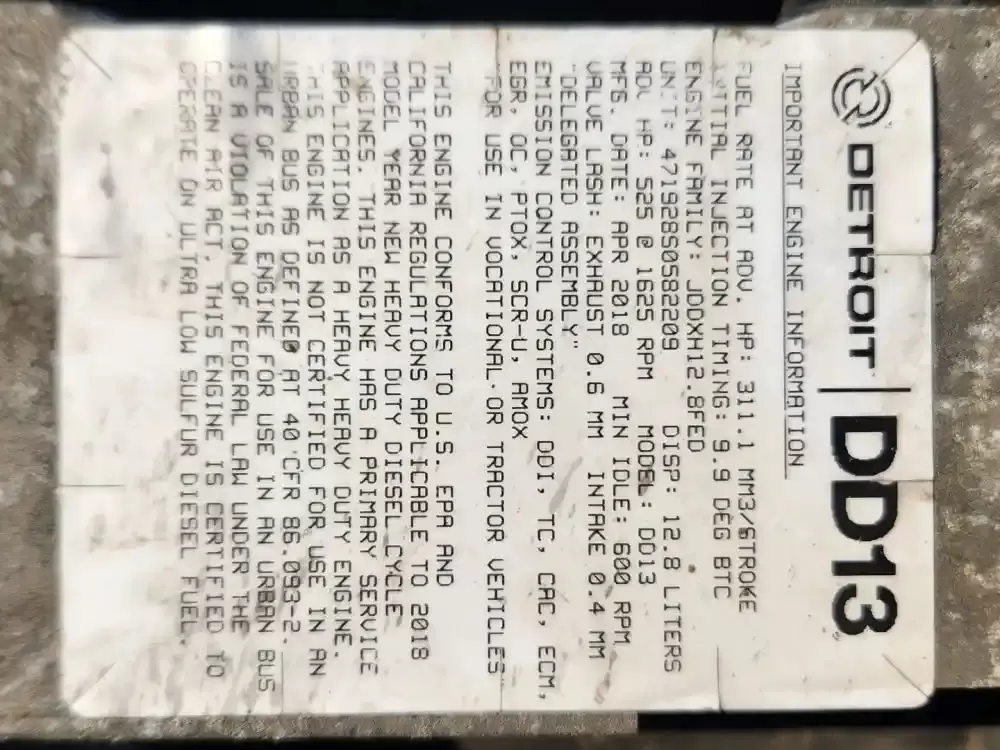 DETROIT | DD13
IMPORTANT ENGINE INFORMATION
FUEL RATE AT ADV. HP: 311.1 MM3/STROKE
INITIAL INJECTION TIMING: 9.9 DEG BTC
ENGINE FAMILY: JDDXH12.8FED
UNIT: 471928S0582209 DISP: 12.8 LITERS
ADV HP: 525 @ 1625 RPM MODEL: DD13
MFG. DATE: APR 2018 MIN IDLE: 600 RPM
VALVE LASH: EXHAUST 0.6 MM INTAKE 0.4 MM
"DELEGATED ASSEMBLY"
EMISSION CONTROL SYSTEMS: DDI, TC, CAC, ECM,
EGR, OC, PTOX, SCR-U, AMOX
"FOR USE IN VOCATIONAL OR TRACTOR VEHICLES"
THIS ENGINE CONFORMS TO U.S. EPA AND
CALIFORNIA REGULATIONS APPLICABLE TO 2018
MODEL YEAR NEW HEAVY DUTY DIESEL CYCLE
ENGINES. THIS ENGINE HAS A PRIMARY SERVICE
APPLICATION AS A HEAVY HEAVY DUTY ENGINE.
THIS ENGINE IS NOT CERTIFIED FOR USE IN AN
URBAN BUS AS DEFINED AT 40 CFR 86.093-2.
SALE OF THIS ENGINE FOR USE IN AN URBAN BUS
IS A VIOLATION OF FEDERAL LAW UNDER THE
CLEAN AIR ACT. THIS ENGINE IS CERTIFIED TO
OPERATE ON ULTRA LOW SULFUR DIESEL FUEL.